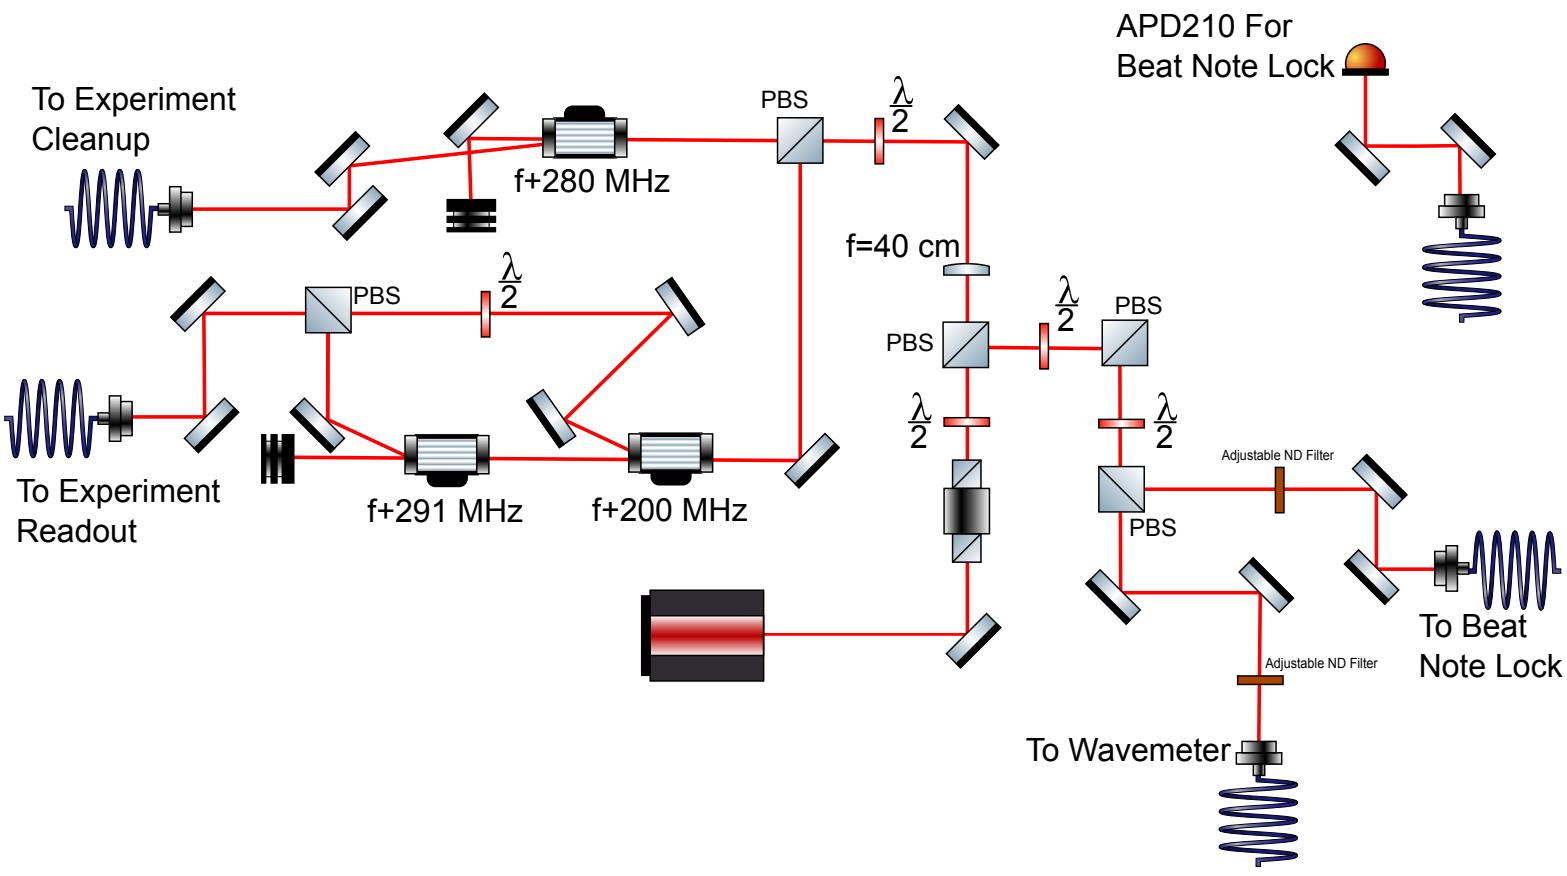 APD210 For
Beat Note Lock
To Experiment
Cleanup
PBS
λ
2
f+280 MHz
f=40 cm
λ
2
PBS
λ
2
PBS
PBS
λ
2
λ
2
To Experiment
Readout
f+291 MHz
f+200 MHz
Adjustable ND Filter
PBS
To Beat
Note Lock
Adjustable ND Filter
To Wavemeter